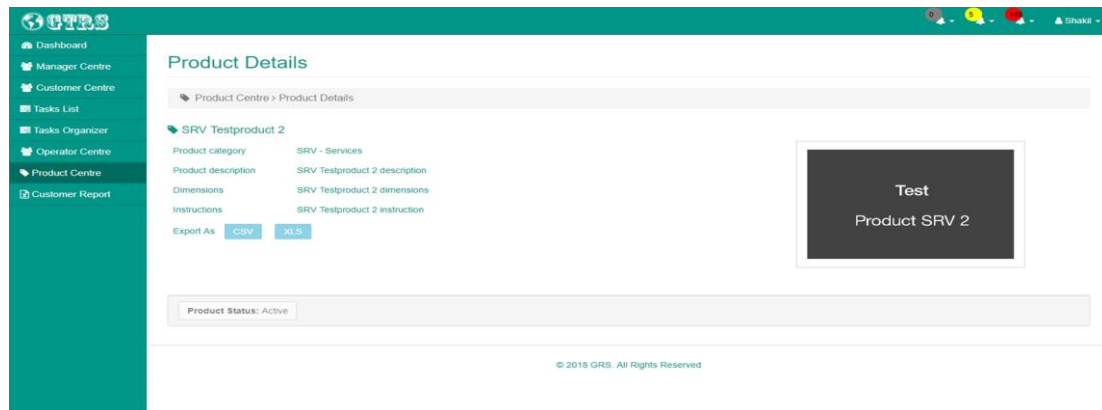 GTRS
0
5
Shakil
Dashboard
Manager Centre
Customer Centre
Tasks List
Tasks Organizer
Operator Centre
Product Centre
Customer Report
Product Details
Product Centre › Product Details
SRV Testproduct 2
Product category SRV - Services
Product description SRV Testproduct 2 description
Dimensions SRV Testproduct 2 dimensions
Instructions SRV Testproduct 2 instruction
Export As CSV XLS
Test
Product SRV 2
Product Status: Active
© 2018 GRS. All Rights Reserved